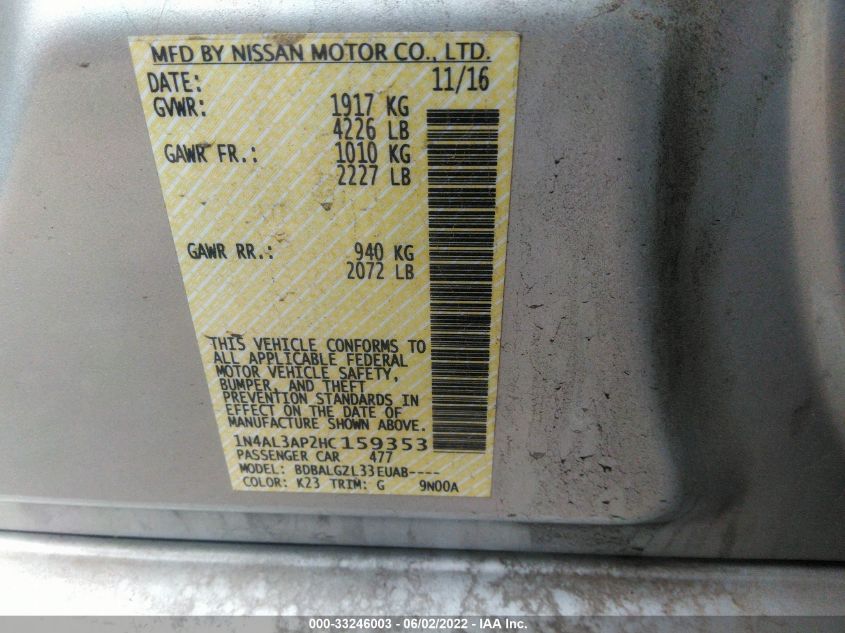 MFD BY NISSAN MOTOR CO., LTD.
DATE: 11/16
GVWR: 1917 KG
4226 LB
GAWR FR.: 1010 KG
2227 LB
GAWR RR.: 940 KG
2072 LB
THIS VEHICLE CONFORMS TO
ALL APPLICABLE FEDERAL
MOTOR VEHICLE SAFETY,
BUMPER, AND THEFT
PREVENTION STANDARDS IN
EFFECT ON THE DATE OF
MANUFACTURE SHOWN ABOVE.
1N4AL3AP2HC159353
PASSENGER CAR 477
MODEL: BDBALGZL33EUAB----
COLOR: K23 TRIM: G 9N00A
000-33246003 - 06/02/2022 - IAA Inc.